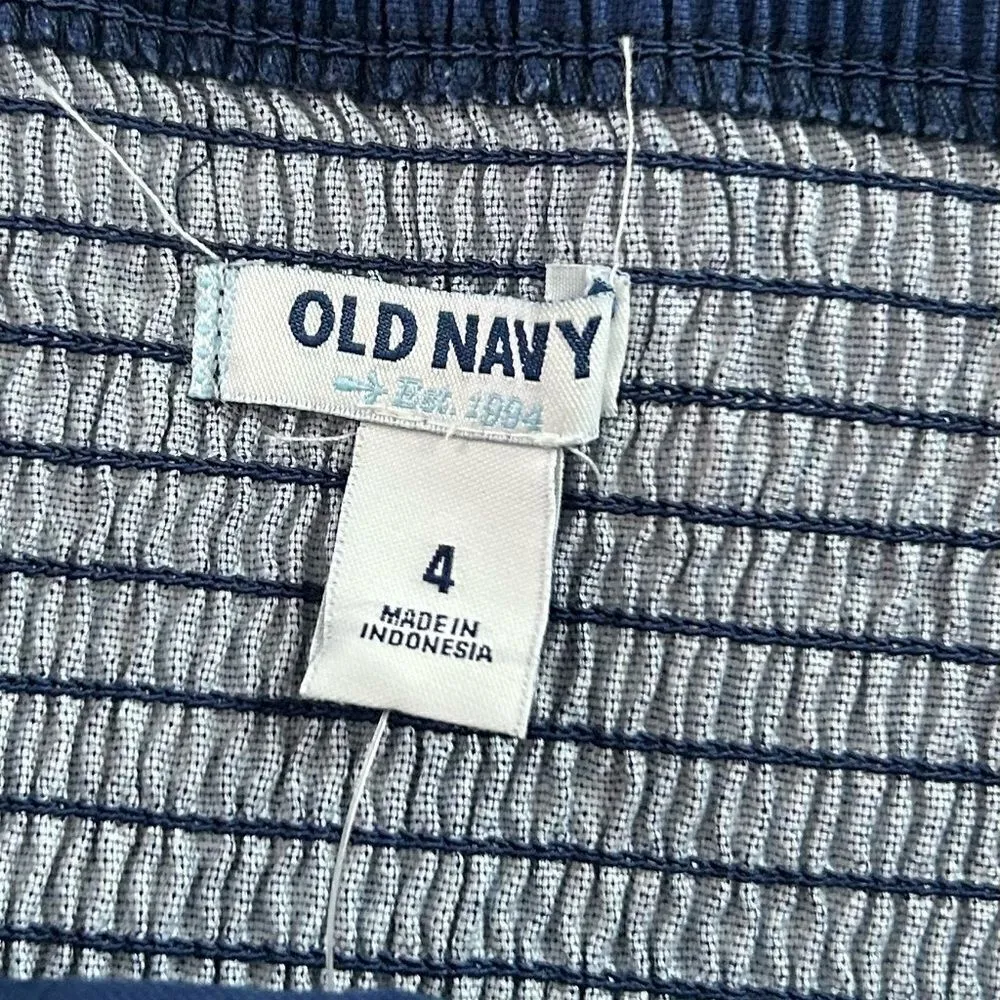 OLD NAVY
Est. 1994
4
MADE IN
INDONESIA